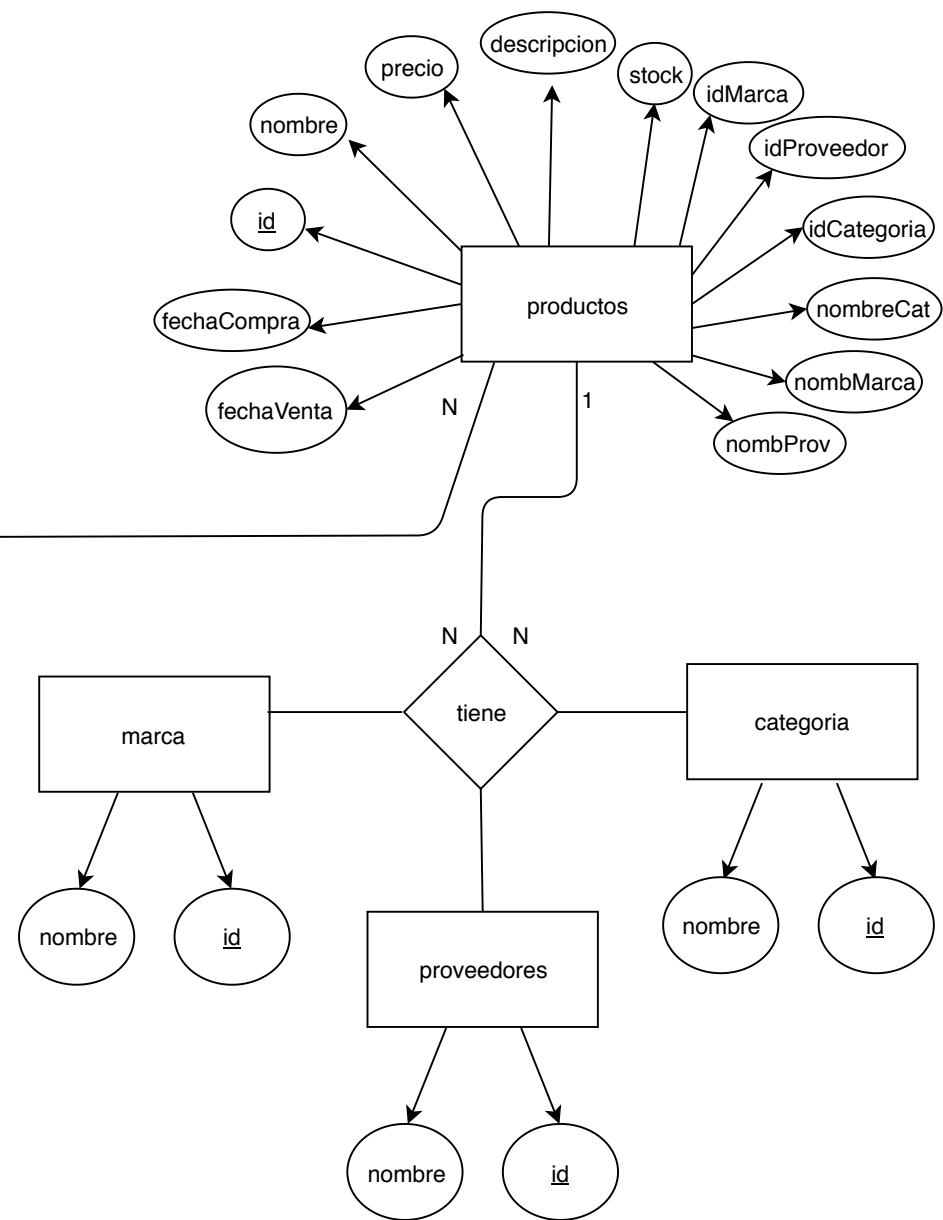 descripcion
precio
stock
idMarca
nombre
idProveedor
id
idCategoria
productos
nombreCat
fechaCompra
nombMarca
fechaVenta
N
1
nombProv
N
N
tiene
categoria
marca
nombre
id
nombre
id
proveedores
nombre
id